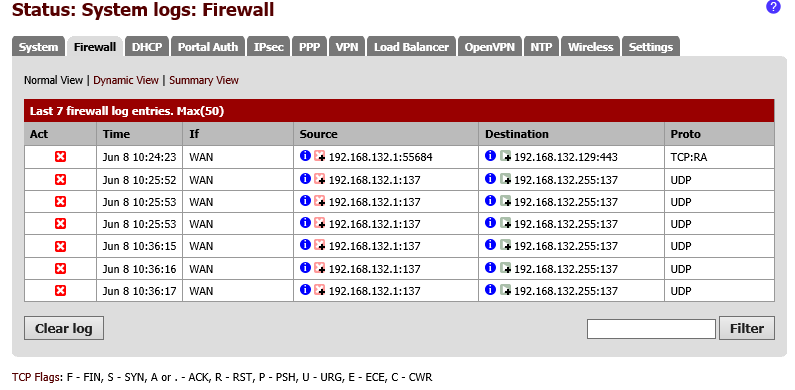 Status: System logs: Firewall
System Firewall DHCP Portal Auth IPsec PPP VPN Load Balancer OpenVPN NTP Wireless Settings
Normal View | Dynamic View | Summary View
Last 7 firewall log entries. Max(50)
Act Time If Source Destination Proto
Jun 8 10:24:23 WAN 192.168.132.1:55684 192.168.132.129:443 TCP:RA
Jun 8 10:25:52 WAN 192.168.132.1:137 192.168.132.255:137 UDP
Jun 8 10:25:53 WAN 192.168.132.1:137 192.168.132.255:137 UDP
Jun 8 10:25:53 WAN 192.168.132.1:137 192.168.132.255:137 UDP
Jun 8 10:36:15 WAN 192.168.132.1:137 192.168.132.255:137 UDP
Jun 8 10:36:16 WAN 192.168.132.1:137 192.168.132.255:137 UDP
Jun 8 10:36:17 WAN 192.168.132.1:137 192.168.132.255:137 UDP
Clear log Filter
TCP Flags: F - FIN, S - SYN, A or . - ACK, R - RST, P - PSH, U - URG, E - ECE, C - CWR